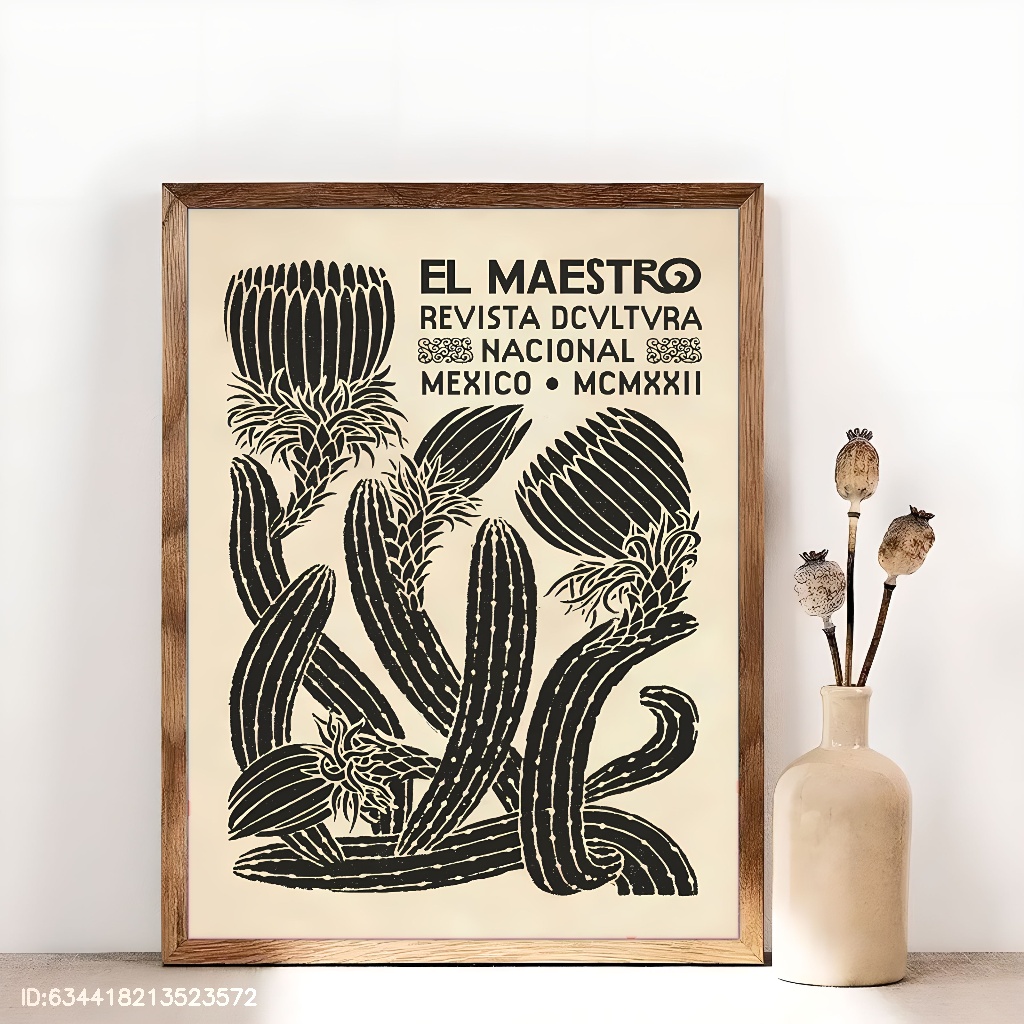 EL MAESTRO
REVISTA DCVLTVRA
NACIONAL
MEXICO • MCMXXII
ID:634418213523572